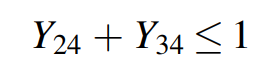 Y₂₄ + Y₃₄ ≤ 1